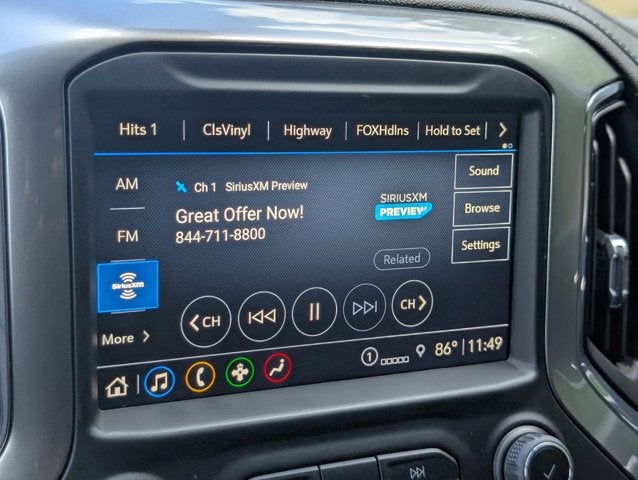 Hits 1 ClsVinyl Highway FOXHdlns Hold to Set
AM
Ch 1 SiriusXM Preview
Great Offer Now!
844-711-8800
SIRIUSXM
PREVIEW
Sound
Browse
Settings
FM
SiriusXM
Related
CH CH
More
1 86° 11:49